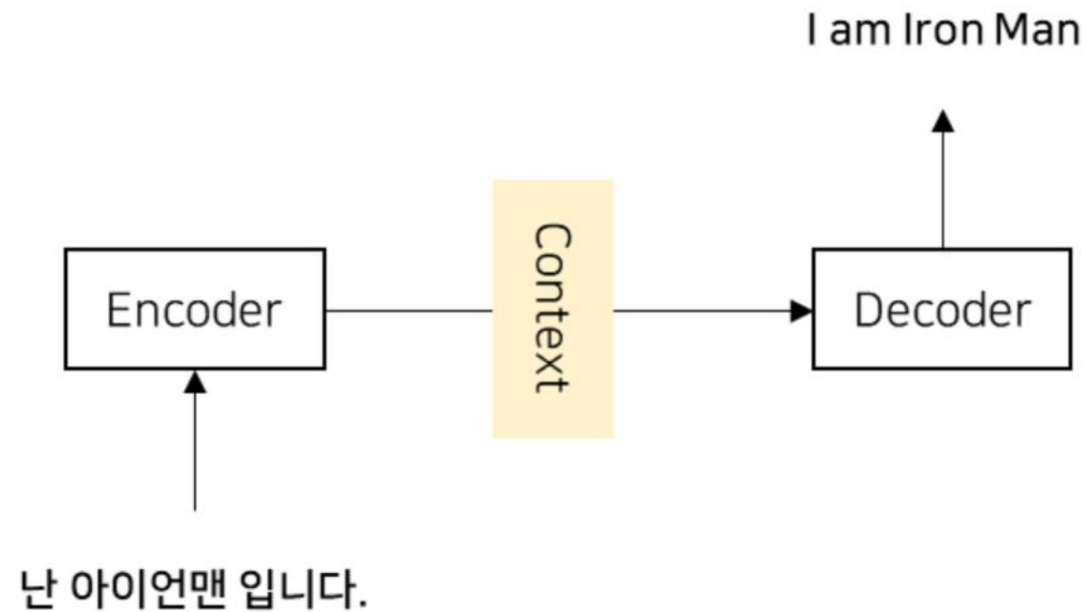 I am Iron Man
Encoder
Context
Decoder
난 아이언맨 입니다.